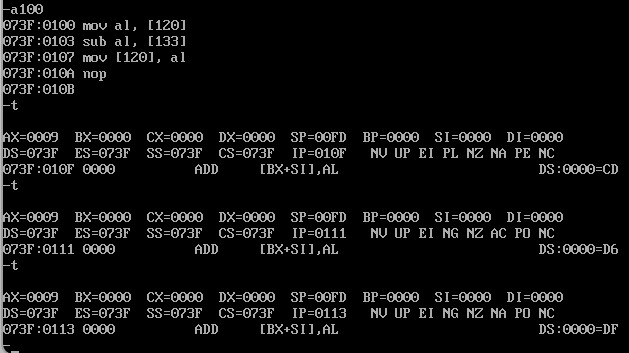 -a100
073F:0100 mov al, [120]
073F:0103 sub al, [133]
073F:0107 mov [120], al
073F:010A nop
073F:010B
-t
AX=0009 BX=0000 CX=0000 DX=0000 SP=00FD BP=0000 SI=0000 DI=0000
DS=073F ES=073F SS=073F CS=073F IP=010F NV UP EI PL NZ NA PE NC
073F:010F 0000 ADD [BX+SI],AL DS:0000=CD
-t
AX=0009 BX=0000 CX=0000 DX=0000 SP=00FD BP=0000 SI=0000 DI=0000
DS=073F ES=073F SS=073F CS=073F IP=0111 NV UP EI NG NZ AC PO NC
073F:0111 0000 ADD [BX+SI],AL DS:0000=D6
-t
AX=0009 BX=0000 CX=0000 DX=0000 SP=00FD BP=0000 SI=0000 DI=0000
DS=073F ES=073F SS=073F CS=073F IP=0113 NV UP EI NG NZ NA PO NC
073F:0113 0000 ADD [BX+SI],AL DS:0000=DF
-